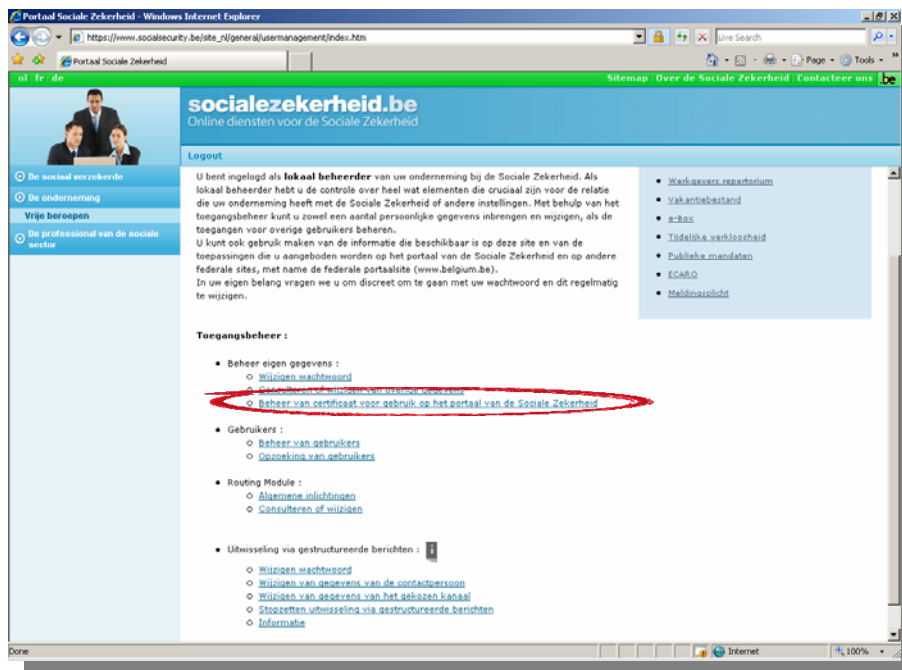 Portaal Sociale Zekerheid - Windows Internet Explorer
https://www.socialsecurity.be/site_nl/general/usermanagement/index.htm
Live Search
Portaal Sociale Zekerheid
Page
Tools
nl fr de
Sitemap Over de Sociale Zekerheid Contacteer ons .be
socialezekerheid.be
Online diensten voor de Sociale Zekerheid
Logout
De sociaal verzekerde
De onderneming
Vrije beroepen
De professional van de sociale
sector
U bent ingelogd als lokaal beheerder van uw onderneming bij de Sociale Zekerheid. Als
lokaal beheerder hebt u de controle over heel wat elementen die cruciaal zijn voor de relatie
die uw onderneming heeft met de Sociale Zekerheid of andere instellingen. Met behulp van het
toegangsbeheer kunt u zowel een aantal persoonlijke gegevens inbrengen en wijzigen, als de
toegangen voor overige gebruikers beheren.
U kunt ook gebruik maken van de informatie die beschikbaar is op deze site en van de
toepassingen die u aangeboden worden op het portaal van de Sociale Zekerheid en op andere
federale sites, met name de federale portaalsite (www.belgium.be).
In uw eigen belang vragen we u om discreet om te gaan met uw wachtwoord en dit regelmatig
te wijzigen.
Werkgevers repertorium
Vakantiebestand
e-Box
Tijdelijke werkloosheid
Publieke mandaten
ECARO
Meldingsplicht
Toegangsbeheer :
Beheer eigen gegevens :
Wijzigen wachtwoord
Consulteren of wijzigen van overige gegevens
Beheer van certificaat voor gebruik op het portaal van de Sociale Zekerheid
Gebruikers :
Beheer van gebruikers
Opzoeking van gebruikers
Routing Module :
Algemene inlichtingen
Consulteren of wijzigen
Uitwisseling via gestructureerde berichten : i
Wijzigen wachtwoord
Wijzigen van gegevens van de contactpersoon
Wijzigen van gegevens van het gekozen kanaal
Stopzetten uitwisseling via gestructureerde berichten
Informatie
Done
Internet
100%